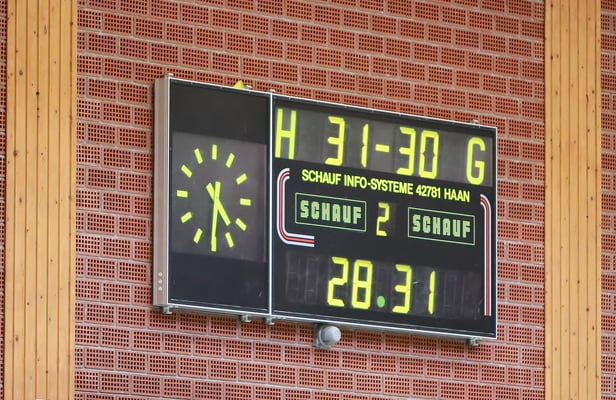 H 31-30 G
SCHAUF INFO-SYSTEME 42781 HAAN
SCHAUF 2 SCHAUF
28.31